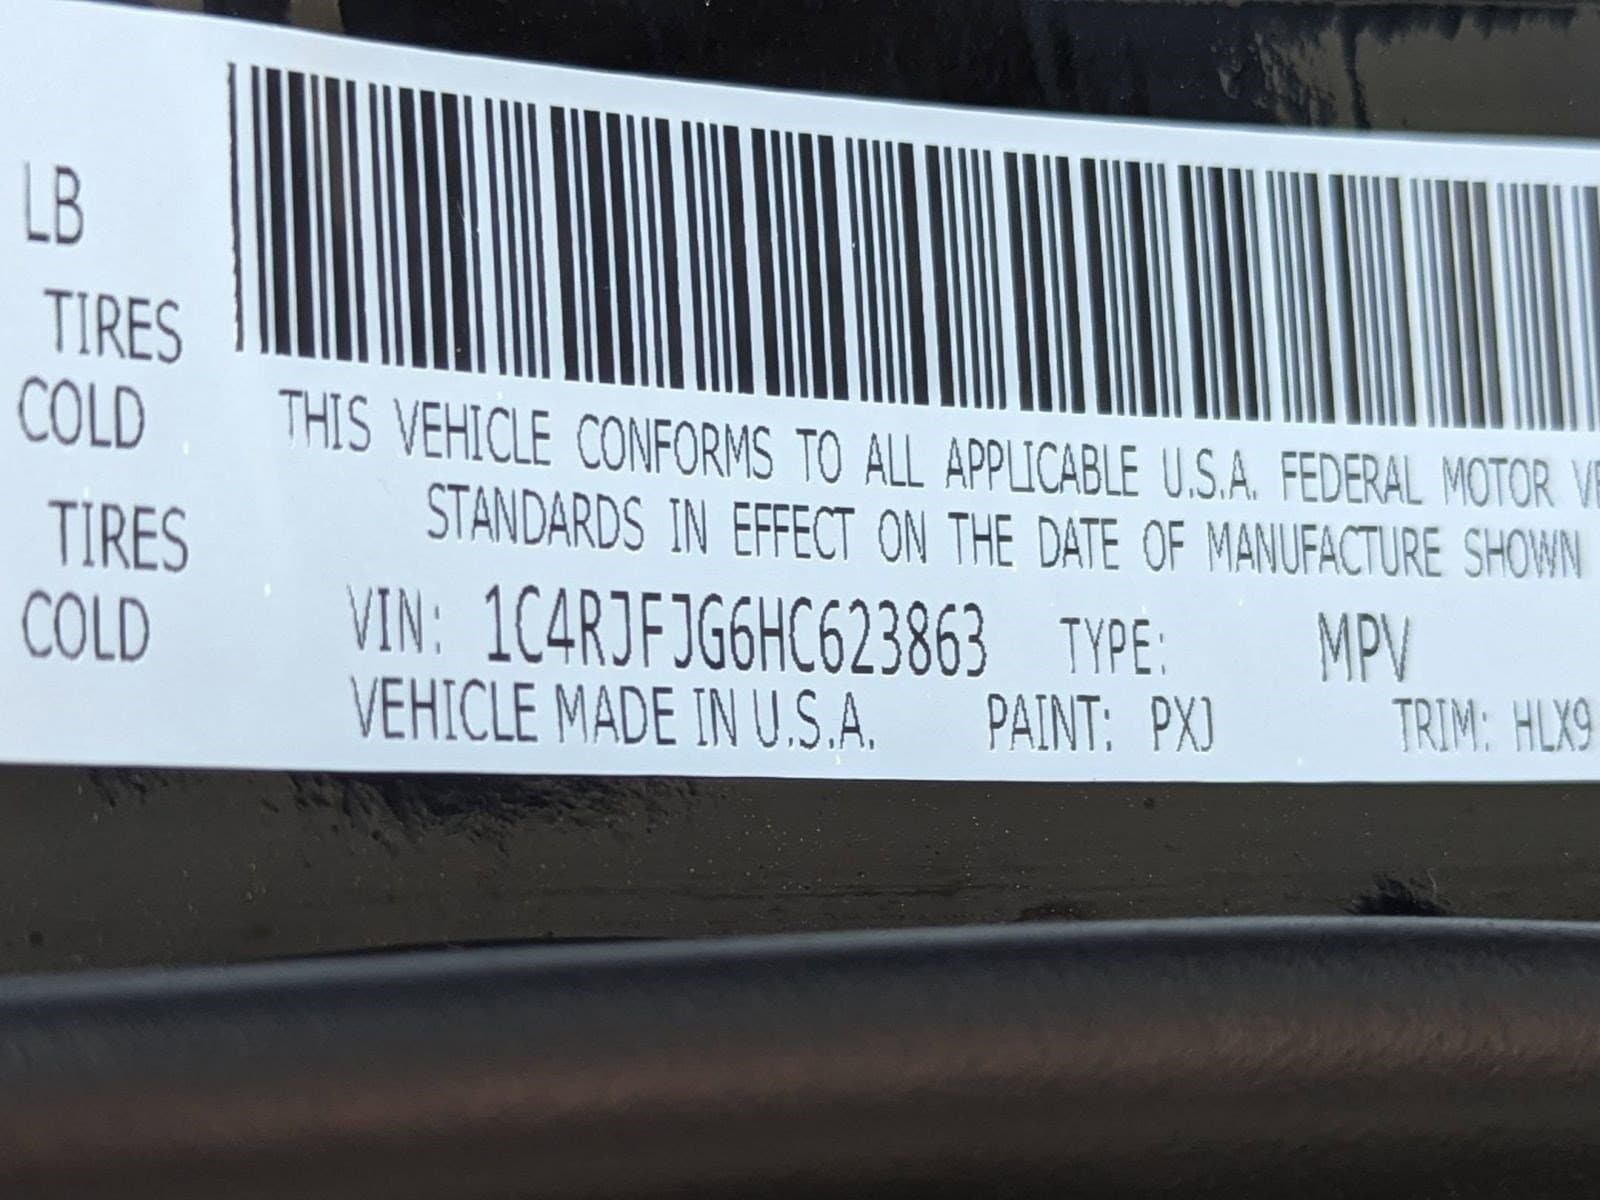 LB
TIRES
COLD
TIRES
COLD
THIS VEHICLE CONFORMS TO ALL APPLICABLE U.S.A. FEDERAL MOTOR
STANDARDS IN EFFECT ON THE DATE OF MANUFACTURE SHOWN
VIN: 1C4RJFJG6HC623863 TYPE: MPV
VEHICLE MADE IN U.S.A. PAINT: PXJ TRIM: HLX9